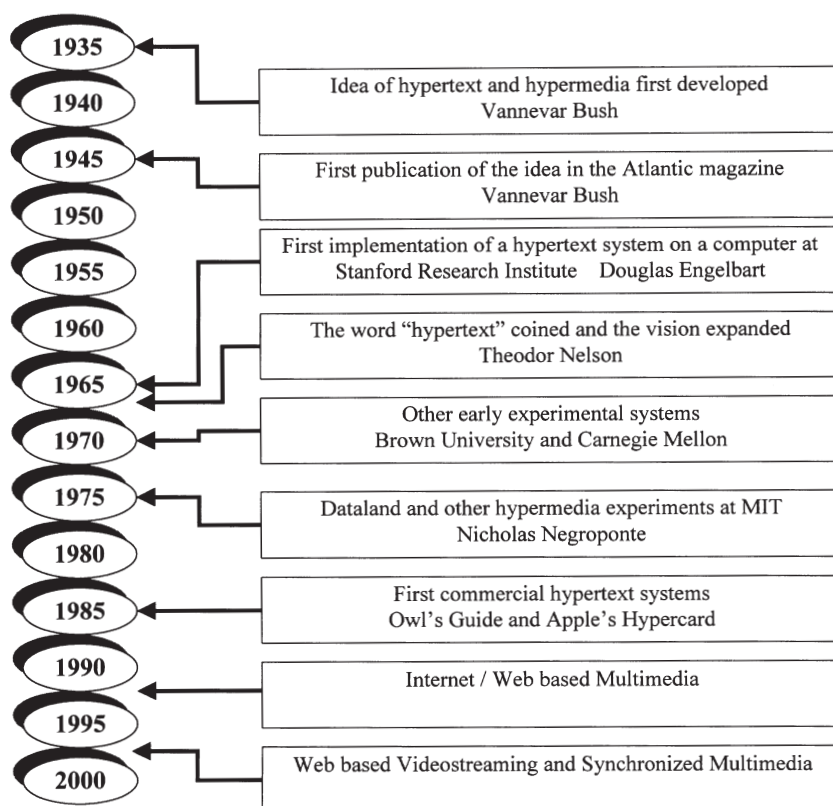 1935
Idea of hypertext and hypermedia first developed
Vannevar Bush
1940
1945
First publication of the idea in the Atlantic magazine
Vannevar Bush
1950
First implementation of a hypertext system on a computer at
Stanford Research Institute Douglas Engelbart
1955
1960
The word “hypertext” coined and the vision expanded
Theodor Nelson
1965
Other early experimental systems
Brown University and Carnegie Mellon
1970
1975
Dataland and other hypermedia experiments at MIT
Nicholas Negroponte
1980
First commercial hypertext systems
Owl's Guide and Apple's Hypercard
1985
1990
Internet / Web based Multimedia
1995
Web based Videostreaming and Synchronized Multimedia
2000